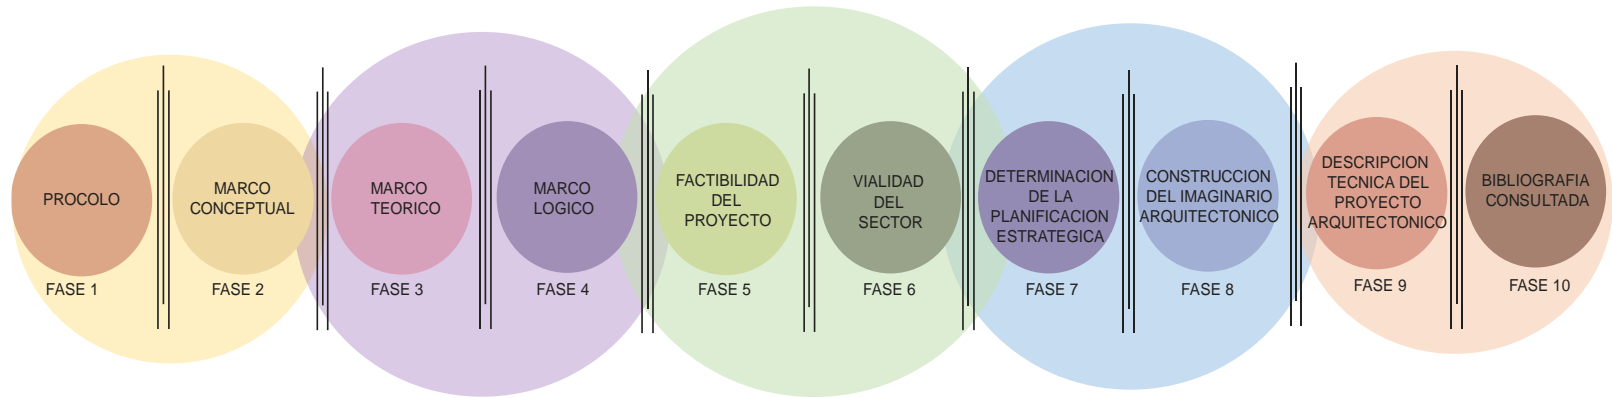 PROCOLO
FASE 1
MARCO
CONCEPTUAL
FASE 2
MARCO
TEORICO
FASE 3
MARCO
LOGICO
FASE 4
FACTIBILIDAD
DEL
PROYECTO
FASE 5
VIALIDAD
DEL
SECTOR
FASE 6
DETERMINACION
DE LA
PLANIFICACION
ESTRATEGICA
FASE 7
CONSTRUCCION
DEL IMAGINARIO
ARQUITECTONICO
FASE 8
DESCRIPCION
TECNICA DEL
PROYECTO
ARQUITECTONICO
FASE 9
BIBLIOGRAFIA
CONSULTADA
FASE 10